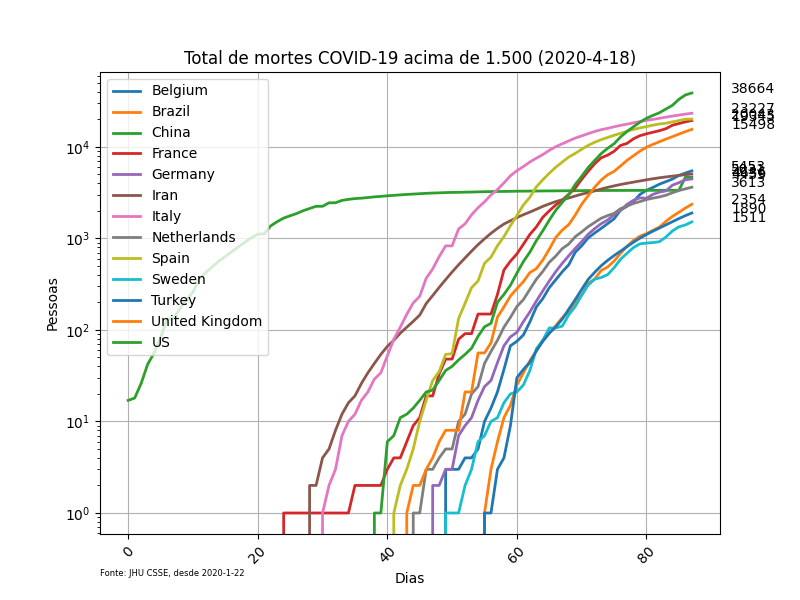 Total de mortes COVID-19 acima de 1.500 (2020-4-18)
38664
23227
15498
5453
3613
2354
1890
1511
Belgium
Brazil
China
France
Germany
Iran
Italy
Netherlands
Spain
Sweden
Turkey
United Kingdom
US
Pessoas
10⁴
10³
10²
10¹
10⁰
0
20
40
60
80
Dias
Fonte: JHU CSSE, desde 2020-1-22